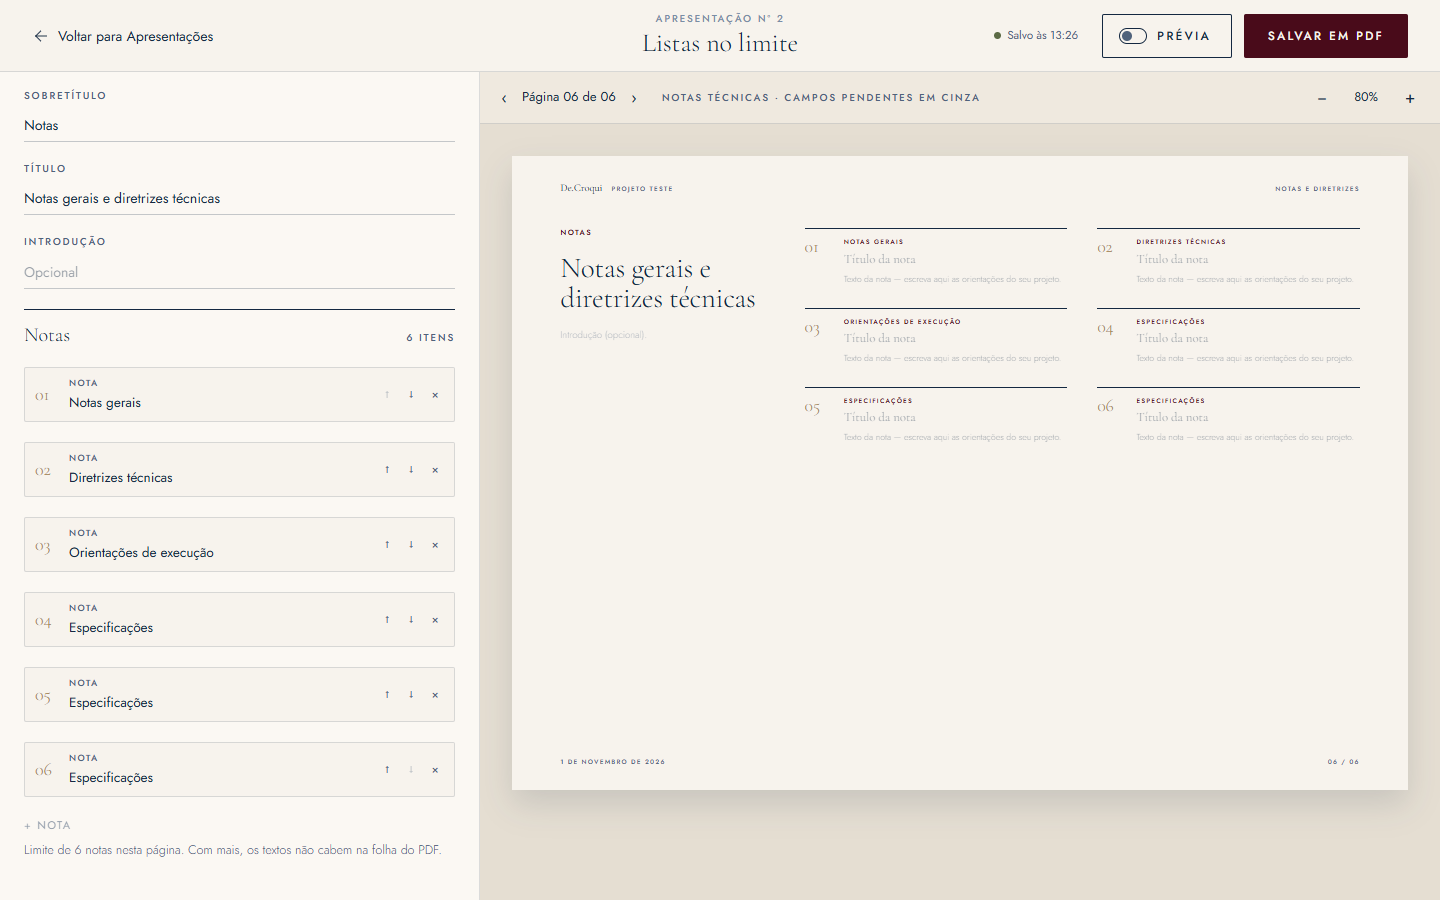 Voltar para Apresentações
APRESENTAÇÃO Nº 2
Listas no limite
Salvo às 13:26
PRÉVIA
SALVAR EM PDF
SOBRETÍTULO
Notas
TÍTULO
Notas gerais e diretrizes técnicas
INTRODUÇÃO
Opcional
Notas
6 ITENS
01
NOTA
Notas gerais
02
NOTA
Diretrizes técnicas
03
NOTA
Orientações de execução
04
NOTA
Especificações
05
NOTA
Especificações
06
NOTA
Especificações
+ NOTA
Limite de 6 notas nesta página. Com mais, os textos não cabem na folha do PDF.
‹ Página 06 de 06 ›
NOTAS TÉCNICAS · CAMPOS PENDENTES EM CINZA
− 80% +
De.Croqui PROJETO TESTE
NOTAS E DIRETRIZES
NOTAS
Notas gerais e
diretrizes técnicas
Introdução (opcional)
01
NOTAS GERAIS
Título da nota
Texto da nota — escreva aqui as orientações do seu projeto.
02
DIRETRIZES TÉCNICAS
Título da nota
Texto da nota — escreva aqui as orientações do seu projeto.
03
ORIENTAÇÕES DE EXECUÇÃO
Título da nota
Texto da nota — escreva aqui as orientações do seu projeto.
04
ESPECIFICAÇÕES
Título da nota
Texto da nota — escreva aqui as orientações do seu projeto.
05
ESPECIFICAÇÕES
Título da nota
Texto da nota — escreva aqui as orientações do seu projeto.
06
ESPECIFICAÇÕES
Título da nota
Texto da nota — escreva aqui as orientações do seu projeto.
1 DE NOVEMBRO DE 2026
06 / 06